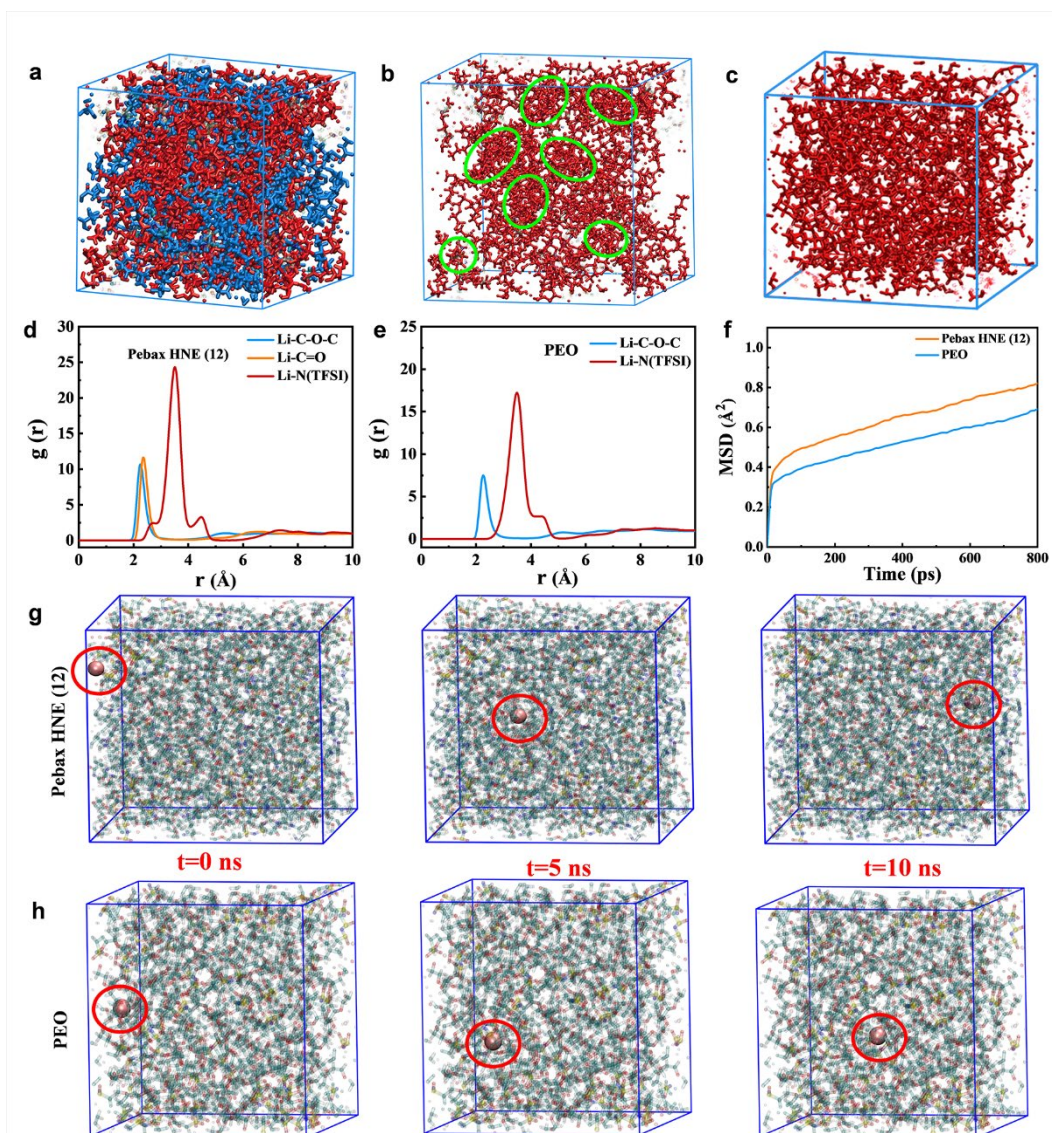 a
b
c
d
30
25
20
15
10
5
0
g (r)
Pebax HNE (12)
Li-C-O-C
Li-C=O
Li-N(TFSI)
0 2 4 6 8 10
r (Å)
e
25
20
15
10
5
0
g (r)
PEO
Li-C-O-C
Li-N(TFSI)
0 2 4 6 8 10
r (Å)
f
1.0
0.8
0.6
0.4
0.2
0.0
MSD (Å²)
Pebax HNE (12)
PEO
0 200 400 600 800
Time (ps)
g
Pebax HNE (12)
t=0 ns
t=5 ns
t=10 ns
h
PEO